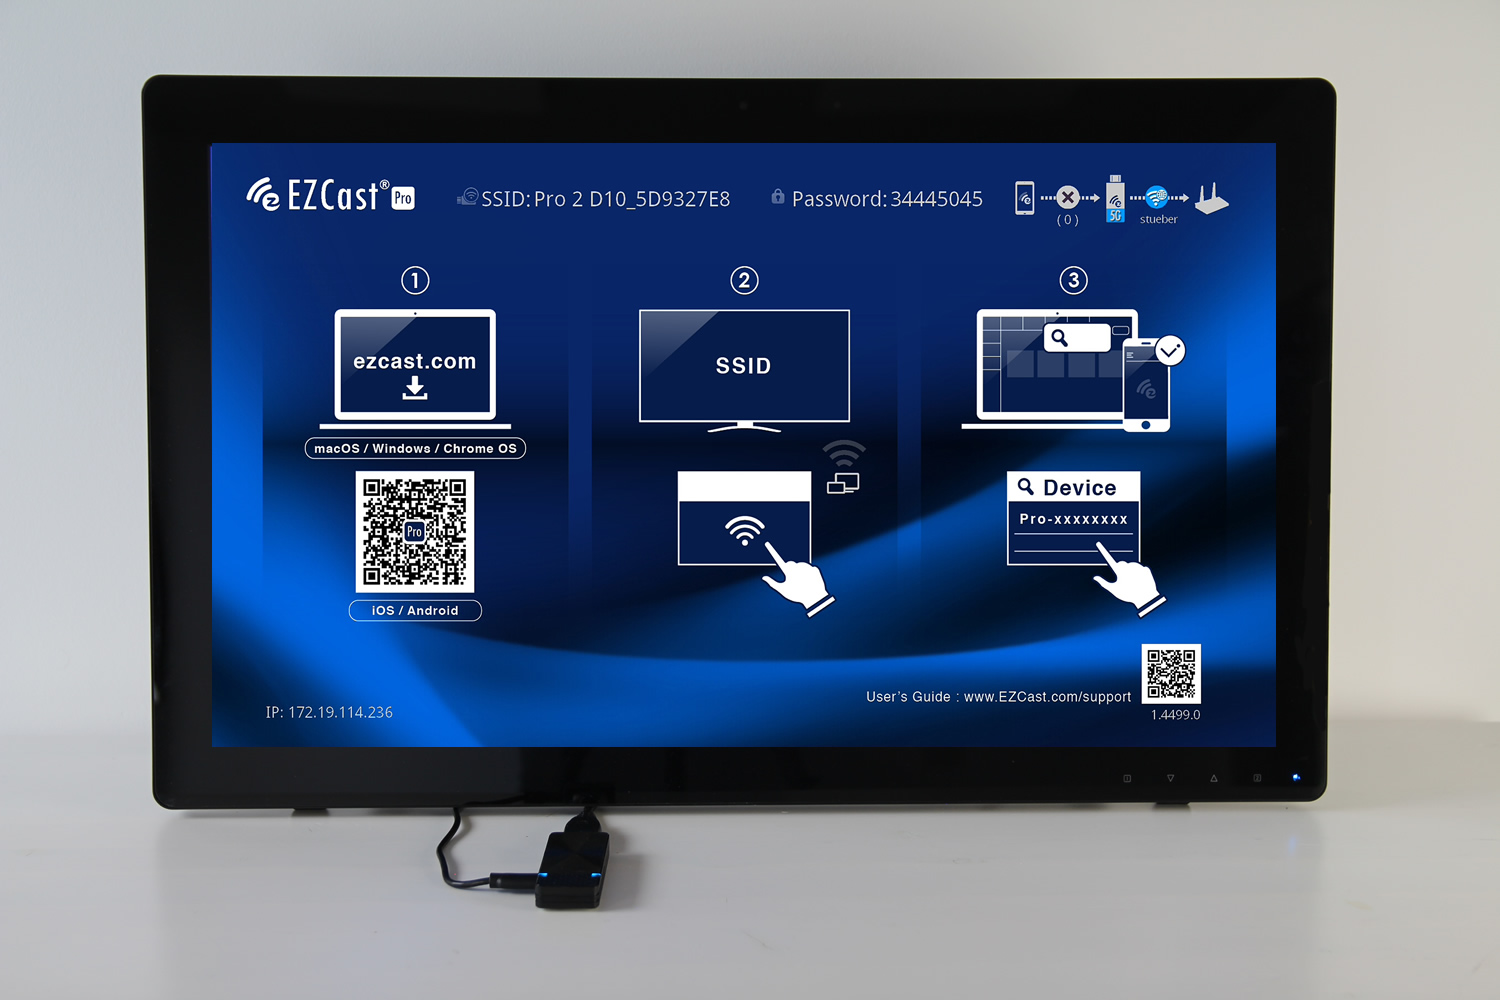 EZCast® Pro
SSID: Pro 2 D10_5D9327E8
Password: 34445045
( 0 )
5G
stueber
1
2
3
ezcast.com
SSID
macOS / Windows / Chrome OS
Pro
iOS / Android
Device
Pro-xxxxxxxx
User's Guide : www.EZCast.com/support
IP: 172.19.114.236
1.4499.0